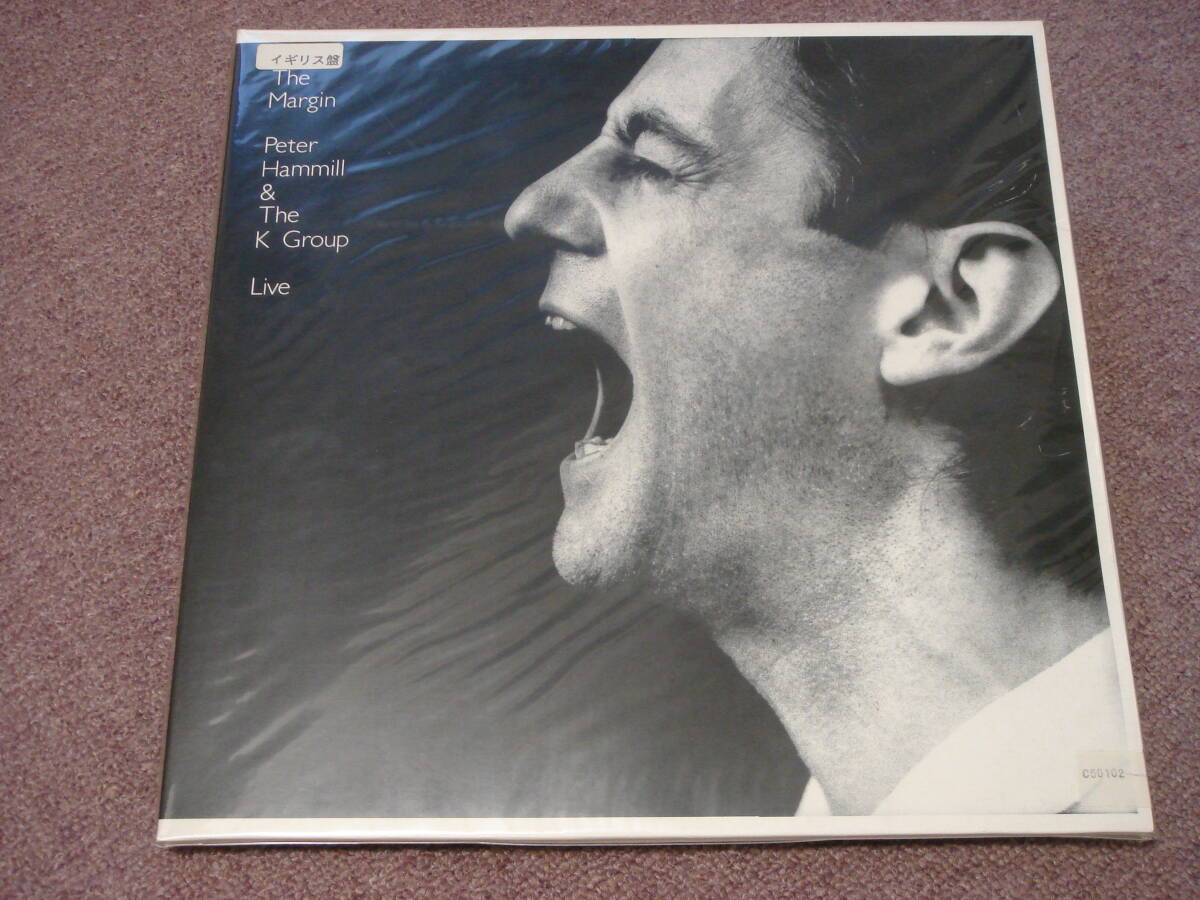 イギリス盤
The
Margin
Peter
Hammill
&
The
K Group
Live
C50102